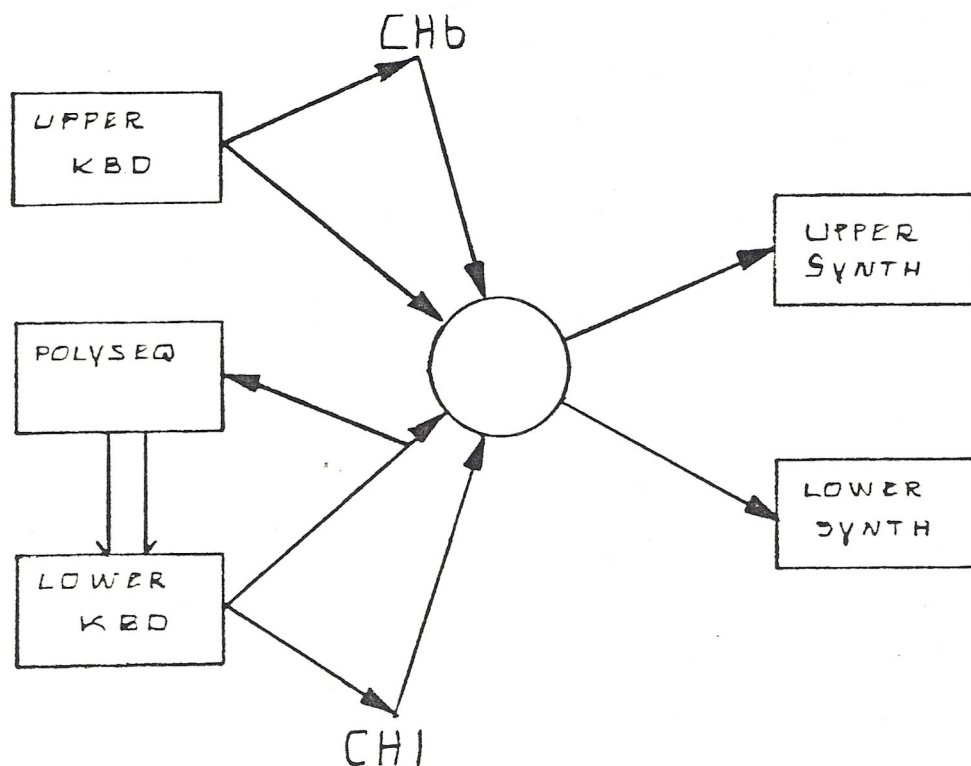 CH6
UPPER
KBD
UPPER
SYNTH
POLYSEQ
LOWER
SYNTH
LOWER
KBD
CH1